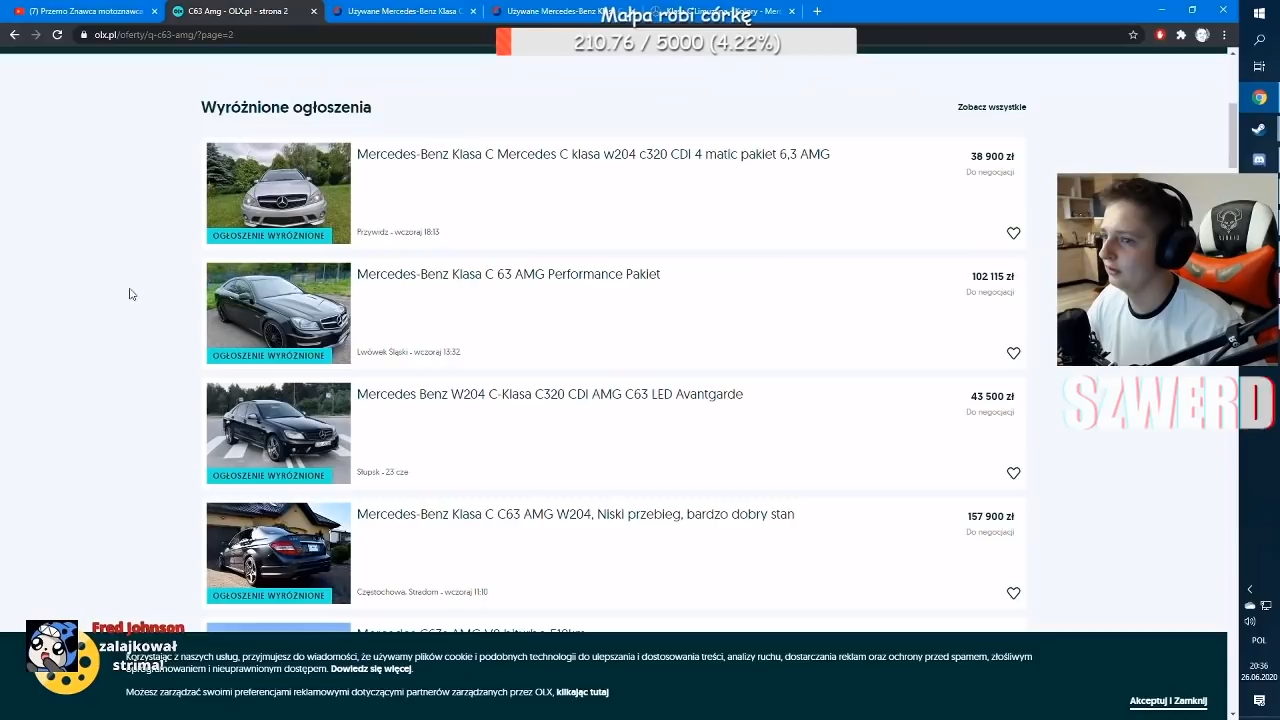 Przemo Znawca motoznawca
C63 Amg - OLX.pl - strona 2
Używane Mercedes-Benz Klasa C
Używane Mercedes-Benz
Małpa robi córkę
olx.pl/oferty/q-c63-amg/?page=2
210.76 / 5000 (4.22%)
Wyróżnione ogłoszenia
Zobacz wszystkie
Mercedes-Benz Klasa C Mercedes C klasa w204 c320 CDI 4 matic pakiet 6,3 AMG
38 900 zł
Do negocjacji
OGŁOSZENIE WYRÓŻNIONE
Przywidz - wczoraj 18:13
Mercedes-Benz Klasa C 63 AMG Performance Pakiet
102 115 zł
Do negocjacji
OGŁOSZENIE WYRÓŻNIONE
Lwówek Śląski - wczoraj 13:32
Mercedes Benz W204 C-Klasa C320 CDI AMG C63 LED Avantgarde
43 500 zł
Do negocjacji
OGŁOSZENIE WYRÓŻNIONE
Słupsk - 23 cze
SZWERD
Mercedes-Benz Klasa C C63 AMG W204, Niski przebieg, bardzo dobry stan
157 900 zł
Do negocjacji
OGŁOSZENIE WYRÓŻNIONE
Częstochowa, Stradom - wczoraj 11:10
Fred Johnson
zalajkował
strima!
Korzystając z naszych usług, przyjmujesz do wiadomości, że używamy plików cookie i podobnych technologii do ulepszania i dostosowania treści, analizy ruchu, dostarczania reklam oraz ochrony przed spamem, złośliwym
oprogramowaniem i nieuprawnionym dostępem. Dowiedz się więcej.
Możesz zarządzać swoimi preferencjami reklamowymi dotyczącymi partnerów zarządzanych przez OLX, klikając tutaj
Akceptuj i Zamknij
POL
20:36
26.06.2020